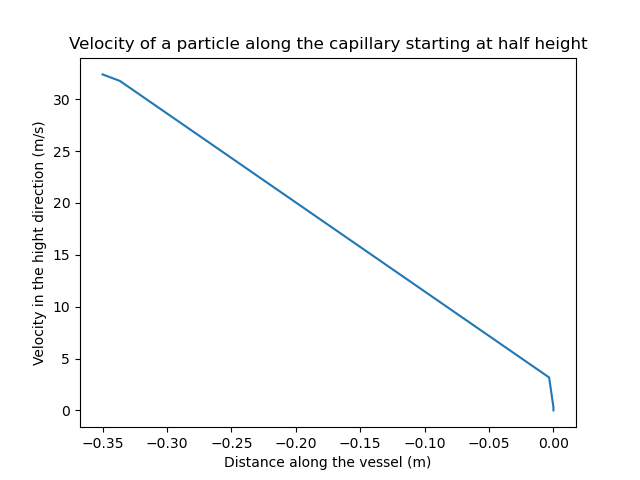 Velocity of a particle along the capillary starting at half height
Velocity in the hight direction (m/s)
30
25
20
15
10
5
0
−0.35 −0.30 −0.25 −0.20 −0.15 −0.10 −0.05 0.00
Distance along the vessel (m)